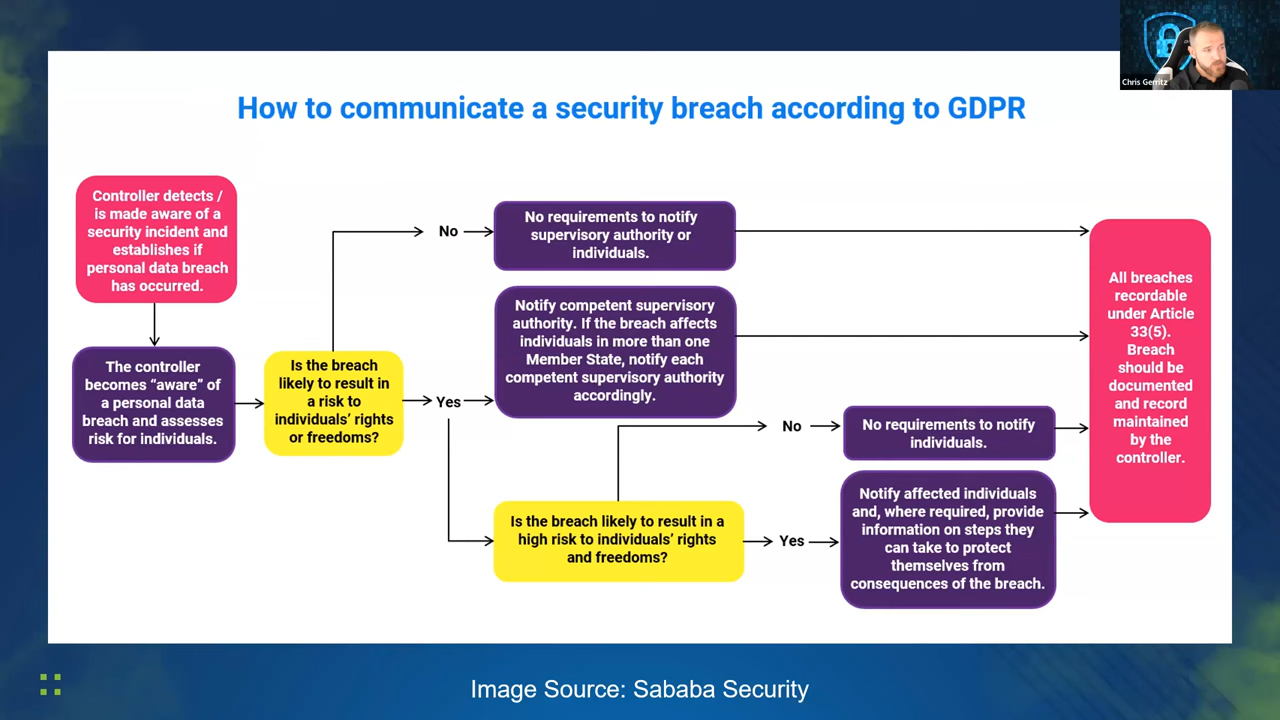 Chris Gerritz
How to communicate a security breach according to GDPR
Controller detects /
is made aware of a
security incident and
establishes if
personal data breach
has occurred.
The controller
becomes “aware” of
a personal data
breach and assesses
risk for individuals.
Is the breach
likely to result in
a risk to
individuals’ rights
or freedoms?
No
No requirements to notify
supervisory authority or
individuals.
Yes
Notify competent supervisory
authority. If the breach affects
individuals in more than one
Member State, notify each
competent supervisory authority
accordingly.
Is the breach likely to result in a
high risk to individuals’ rights
and freedoms?
No
No requirements to notify
individuals.
Yes
Notify affected individuals
and, where required, provide
information on steps they
can take to protect
themselves from
consequences of the breach.
All breaches
recordable
under Article
33(5).
Breach
should be
documented
and record
maintained
by the
controller.
Image Source: Sababa Security